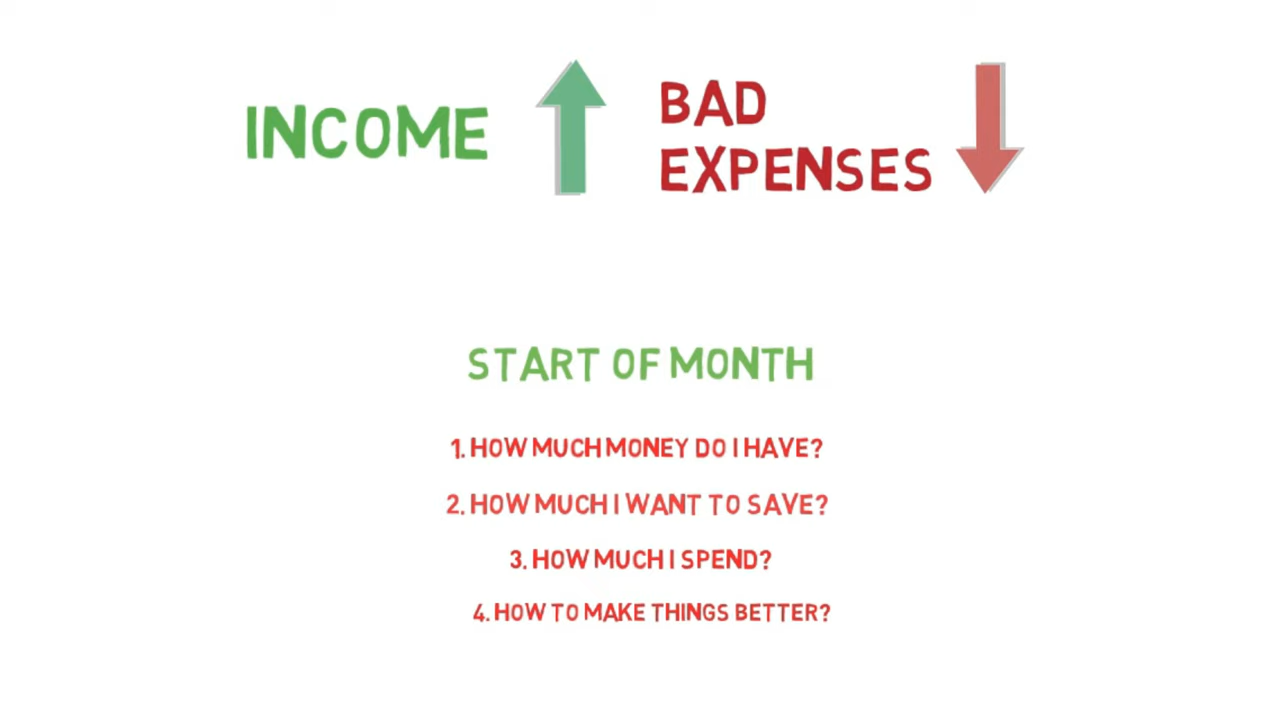 INCOME
BAD
EXPENSES
START OF MONTH
1. HOW MUCH MONEY DO I HAVE?
2. HOW MUCH I WANT TO SAVE?
3. HOW MUCH I SPEND?
4. HOW TO MAKE THINGS BETTER?